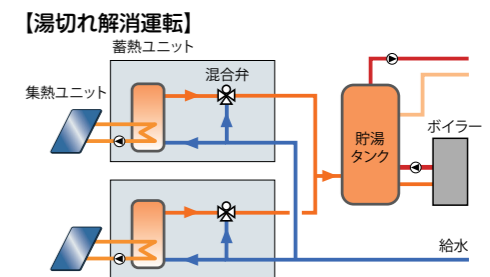 【湯切れ解消運転】
蓄熱ユニット
混合弁
集熱ユニット
ボイラー
貯湯
タンク
給水